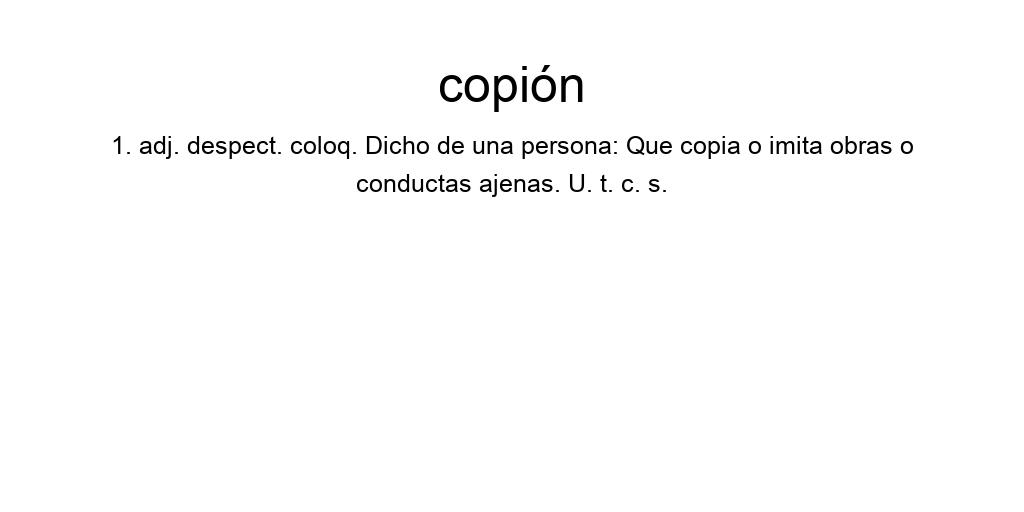 copión
1. adj. despect. coloq. Dicho de una persona: Que copia o imita obras o
conductas ajenas. U. t. c. s.